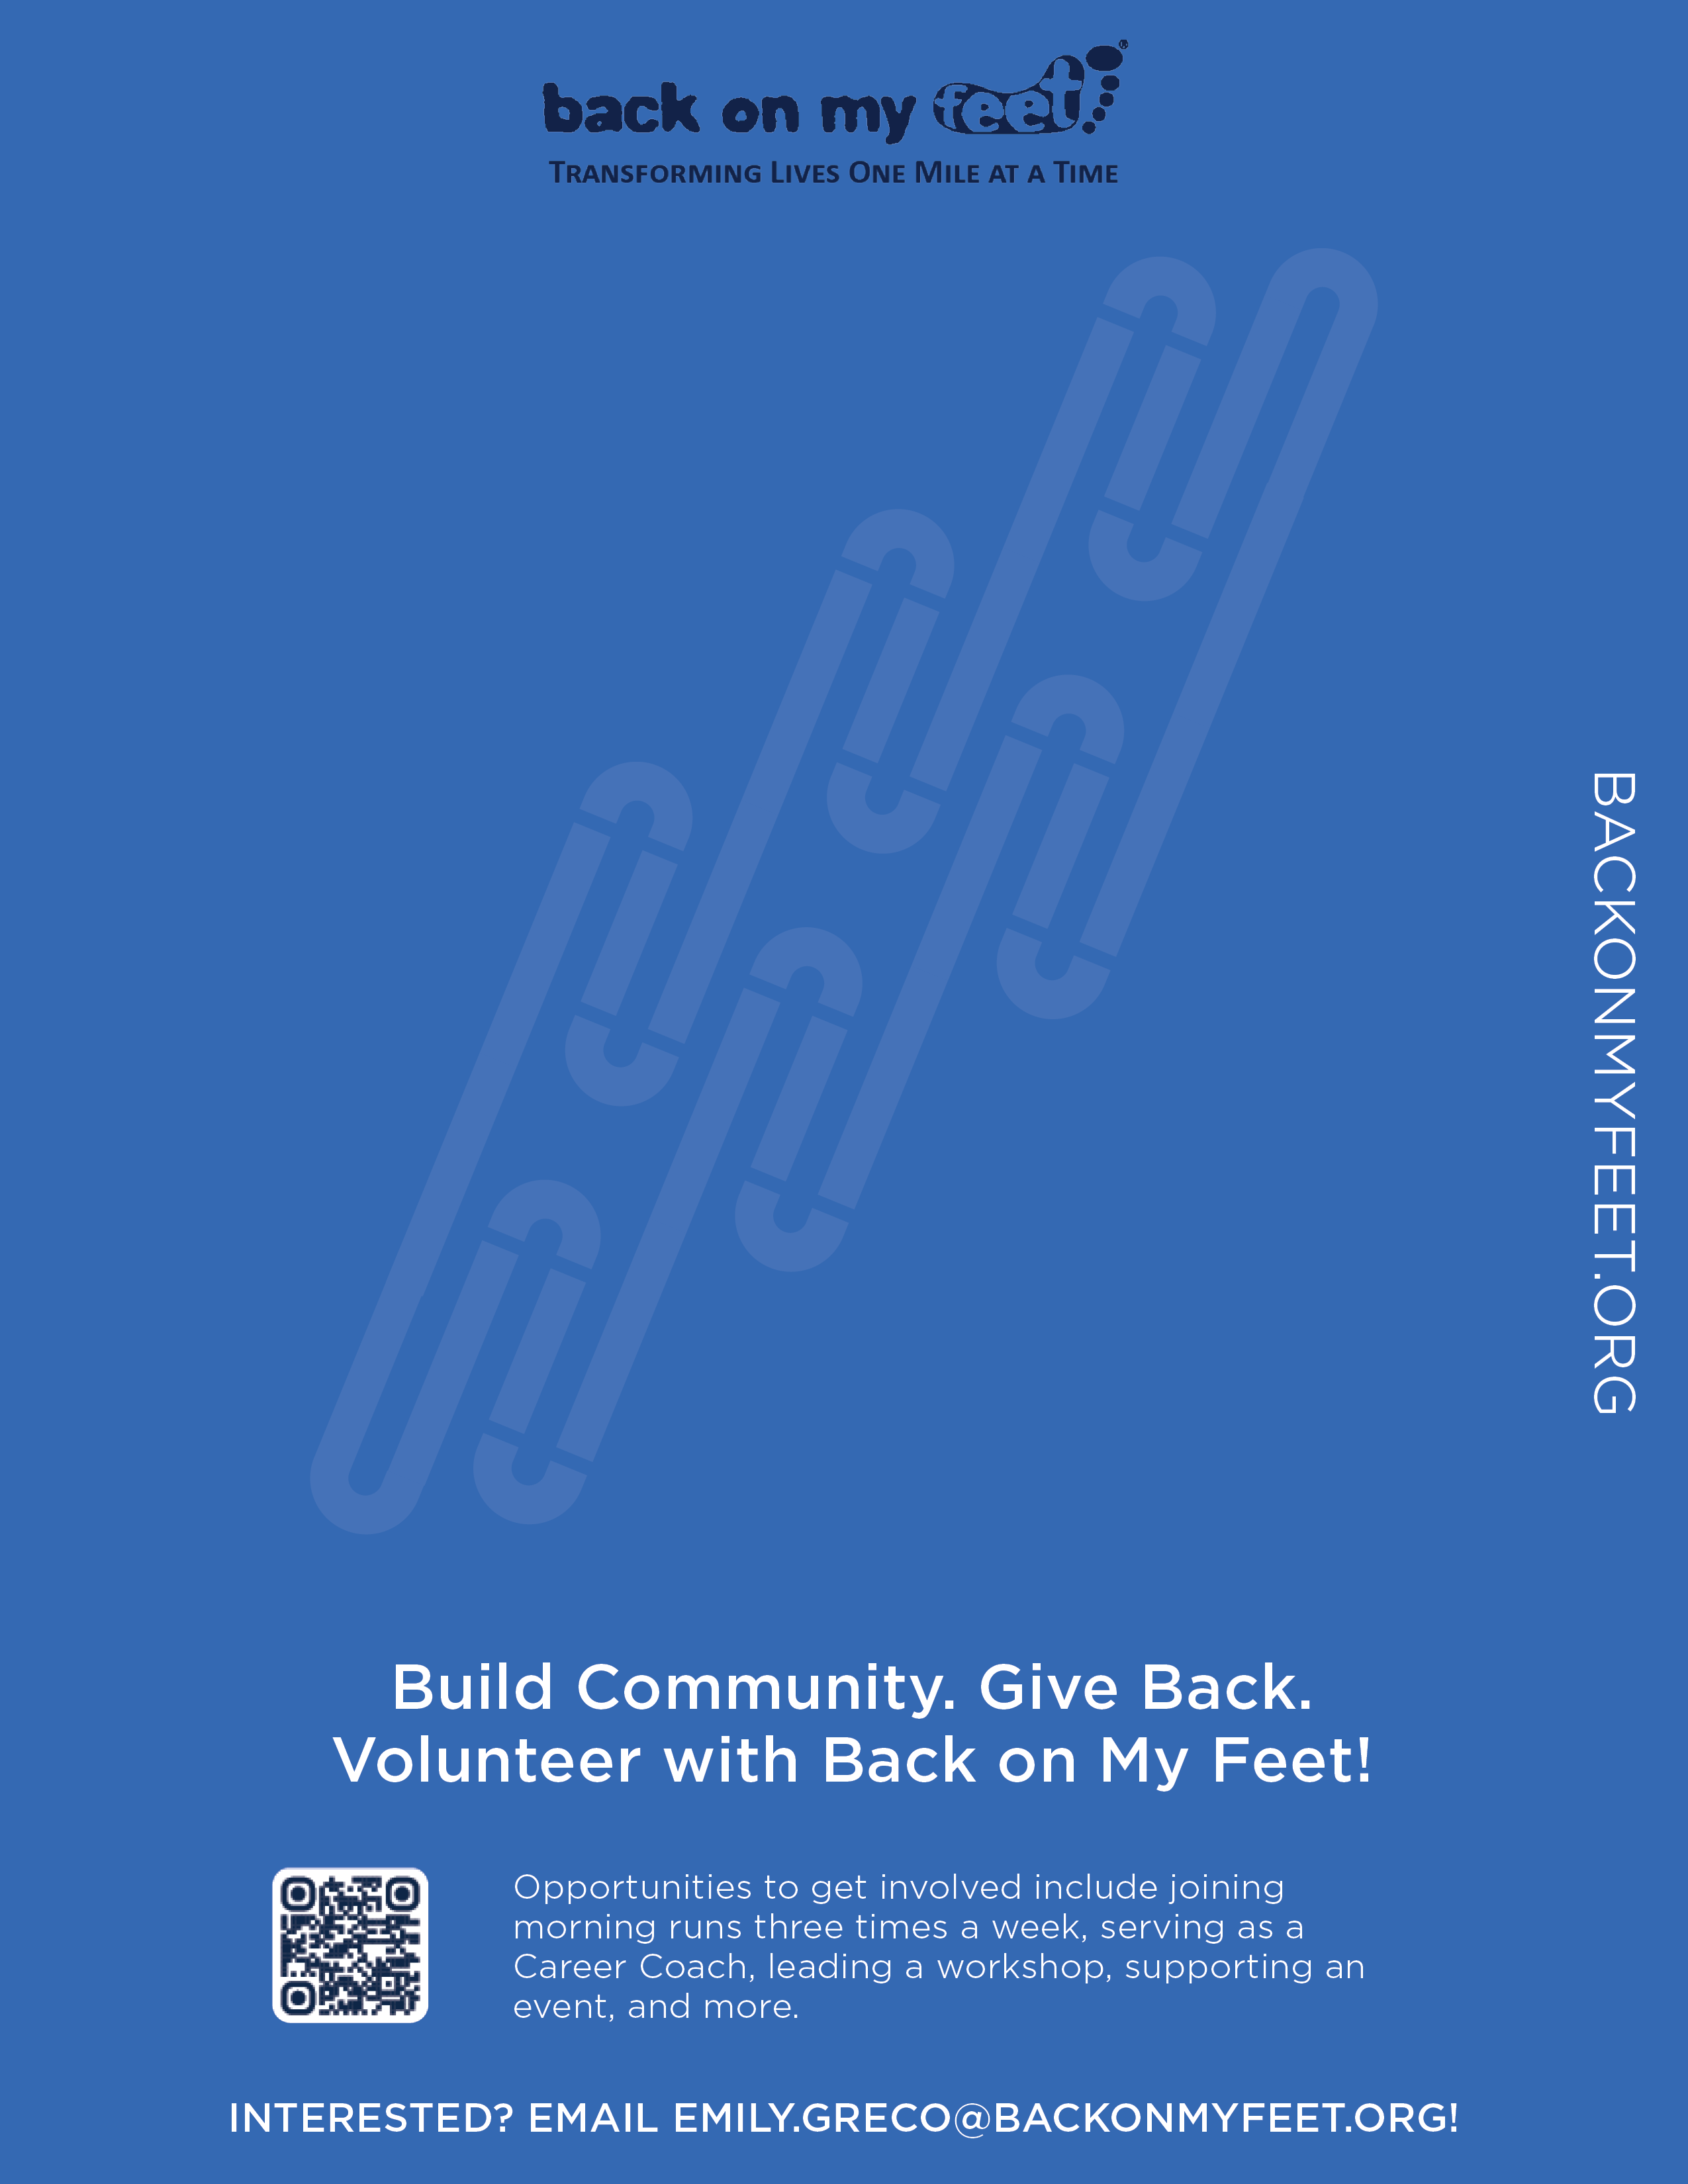 back on my feet®
TRANSFORMING LIVES ONE MILE AT A TIME
BACKONMYFEET.ORG
Build Community. Give Back.
Volunteer with Back on My Feet!
Opportunities to get involved include joining
morning runs three times a week, serving as a
Career Coach, leading a workshop, supporting an
event, and more.
INTERESTED? EMAIL EMILY.GRECO@BACKONMYFEET.ORG!